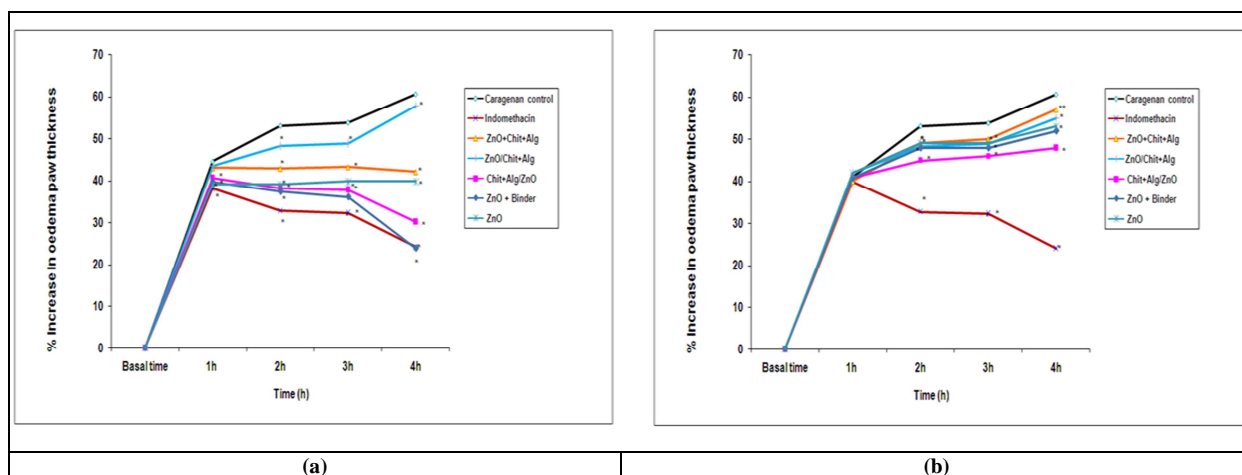 70
60
50
40
30
20
10
0
% Increase in oedema paw thickness
Basal time 1h 2h 3h 4h
Time (h)
Caragenan control
Indomethacin
ZnO+Chit+Alg
ZnO/Chit+Alg
Chit+Alg/ZnO
ZnO + Binder
ZnO
(a)
70
60
50
40
30
20
10
0
% Increase in oedema paw thickness
Basal time 1h 2h 3h 4h
Time (h)
Caragenan control
Indomethacin
ZnO+Chit+Alg
ZnO/Chit+Alg
Chit+Alg/ZnO
ZnO + Binder
ZnO
(b)